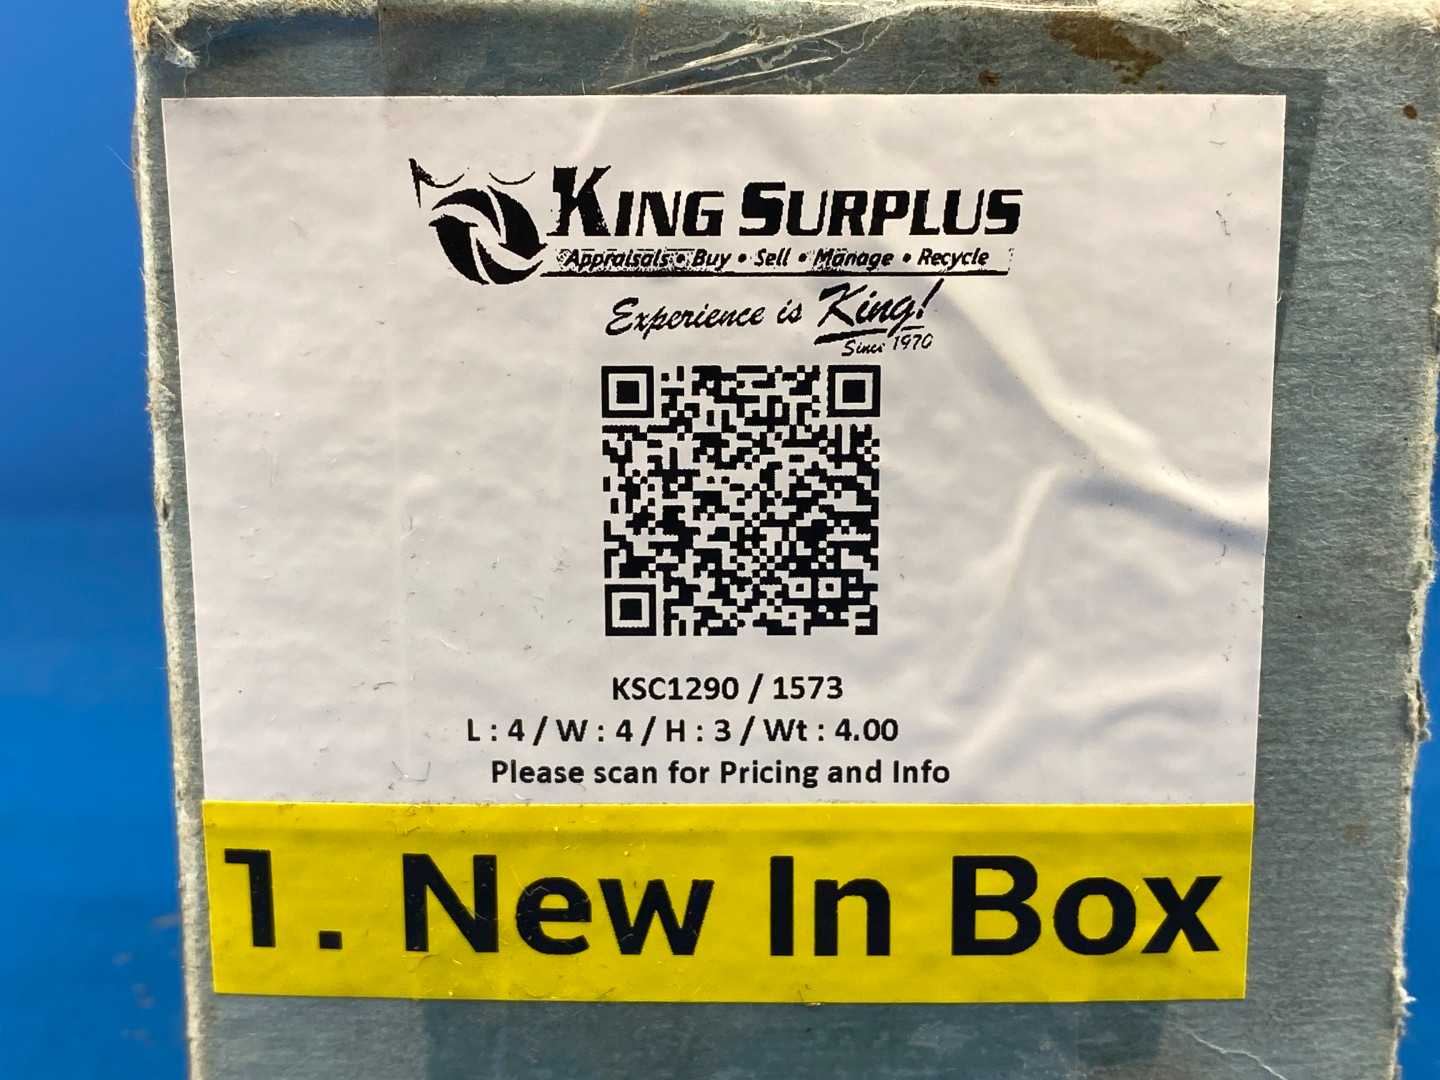 KING SURPLUS
Appraisals • Buy • Sell • Manage • Recycle
Experience is King!
Since 1970
KSC1290 / 1573
L : 4 / W : 4 / H : 3 / Wt : 4.00
Please scan for Pricing and Info
1. New In Box